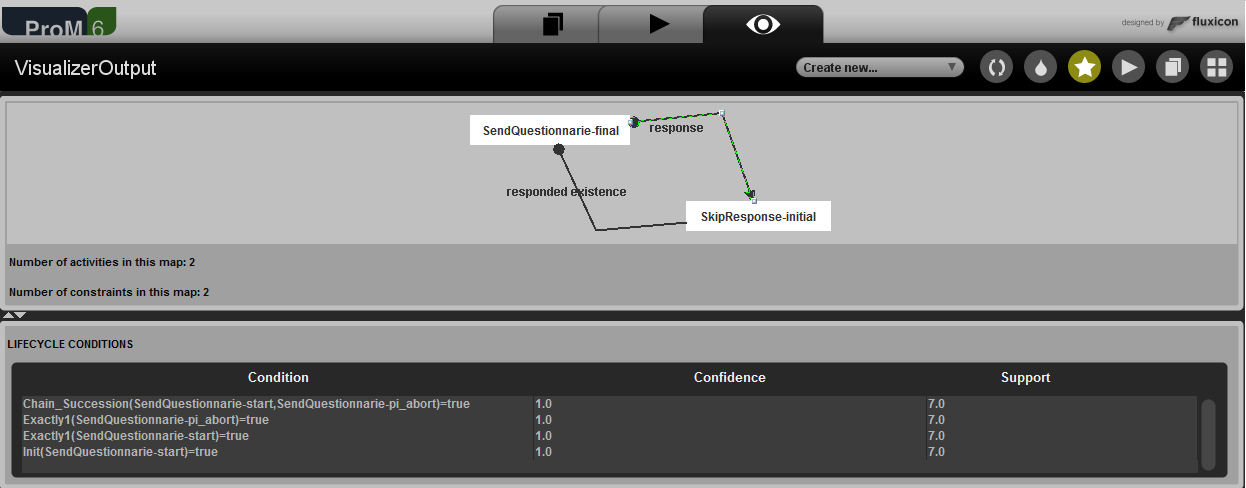 ProM 6
designed by fluxicon
VisualizerOutput
Create new...
SendQuestionnarie-final
response
responded existence
SkipResponse-initial
Number of activities in this map: 2
Number of constraints in this map: 2
LIFECYCLE CONDITIONS
Condition Confidence Support
Chain_Succession(SendQuestionnarie-start,SendQuestionnarie-pi_abort)=true 1.0 7.0
Exactly1(SendQuestionnarie-pi_abort)=true 1.0 7.0
Exactly1(SendQuestionnarie-start)=true 1.0 7.0
Init(SendQuestionnarie-start)=true 1.0 7.0